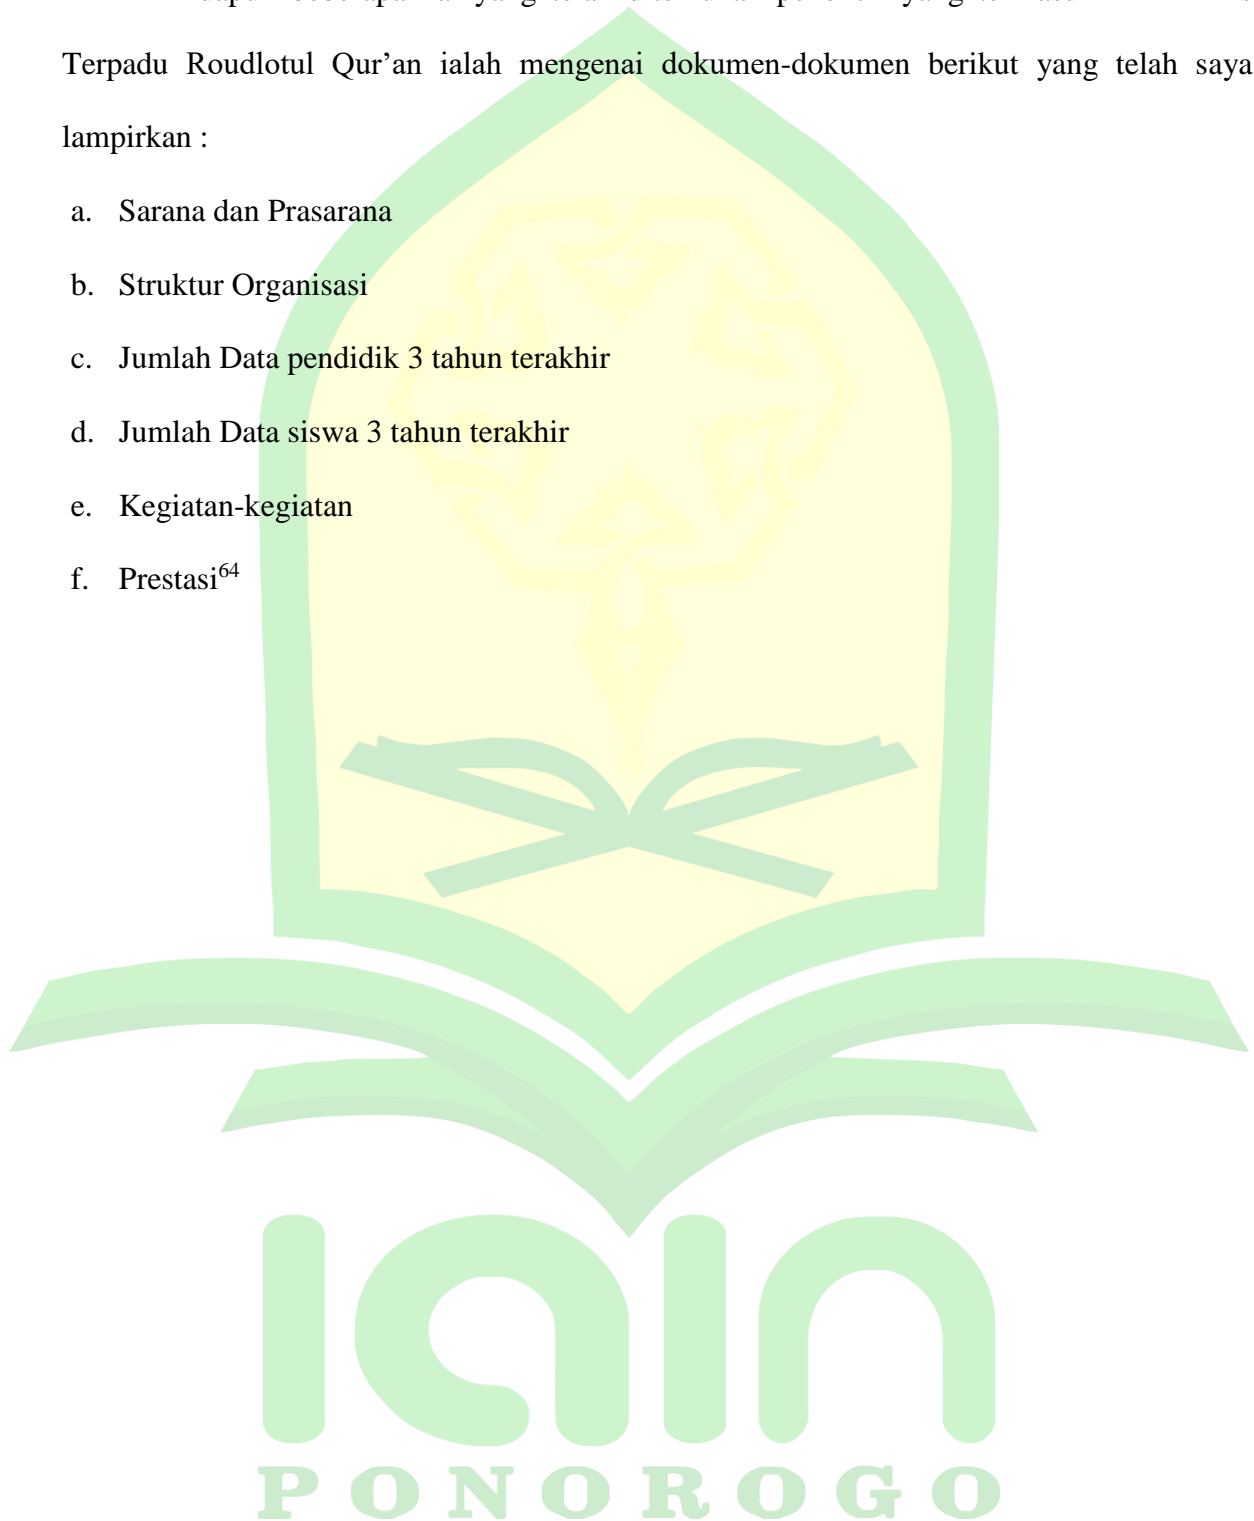 Terpadu Roudlotul Qur’an ialah mengenai dokumen-dokumen berikut yang telah saya
lampirkan :
a. Sarana dan Prasarana
b. Struktur Organisasi
c. Jumlah Data pendidik 3 tahun terakhir
d. Jumlah Data siswa 3 tahun terakhir
e. Kegiatan-kegiatan
f. Prestasi64
iain
PONOROGO